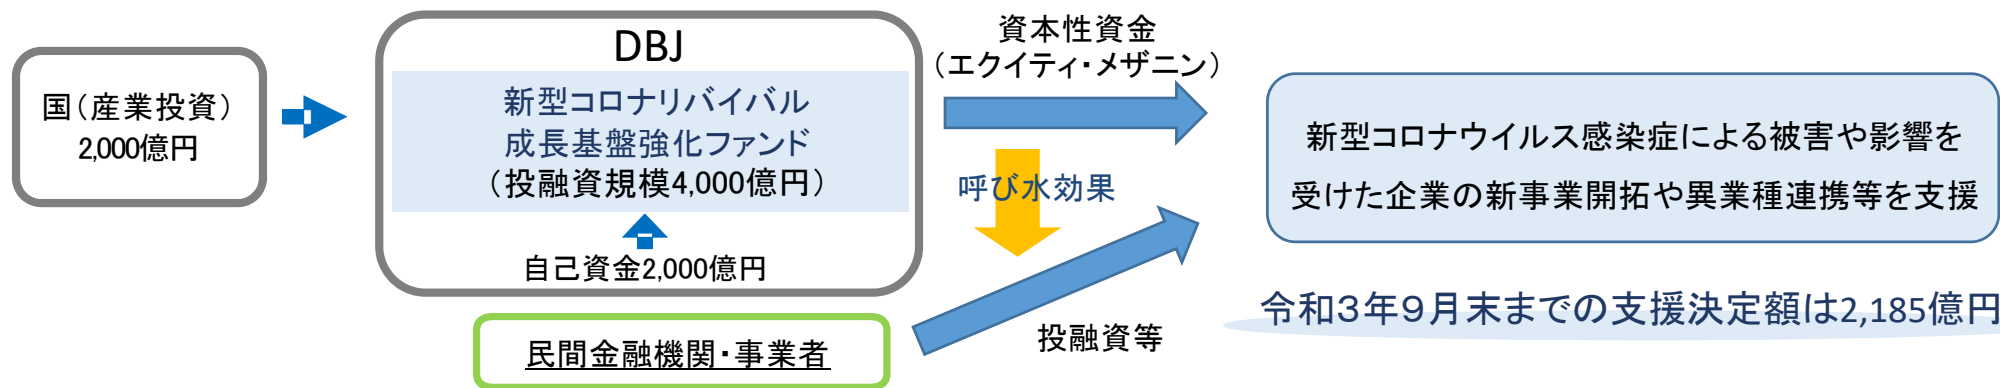 国（産業投資）
2,000億円
DBJ
新型コロナリバイバル
成長基盤強化ファンド
（投融資規模4,000億円）
自己資金2,000億円
民間金融機関・事業者
資本性資金
（エクイティ・メザニン）
呼び水効果
投融資等
新型コロナウイルス感染症による被害や影響を
受けた企業の新事業開拓や異業種連携等を支援
令和３年９月末までの支援決定額は2,185億円